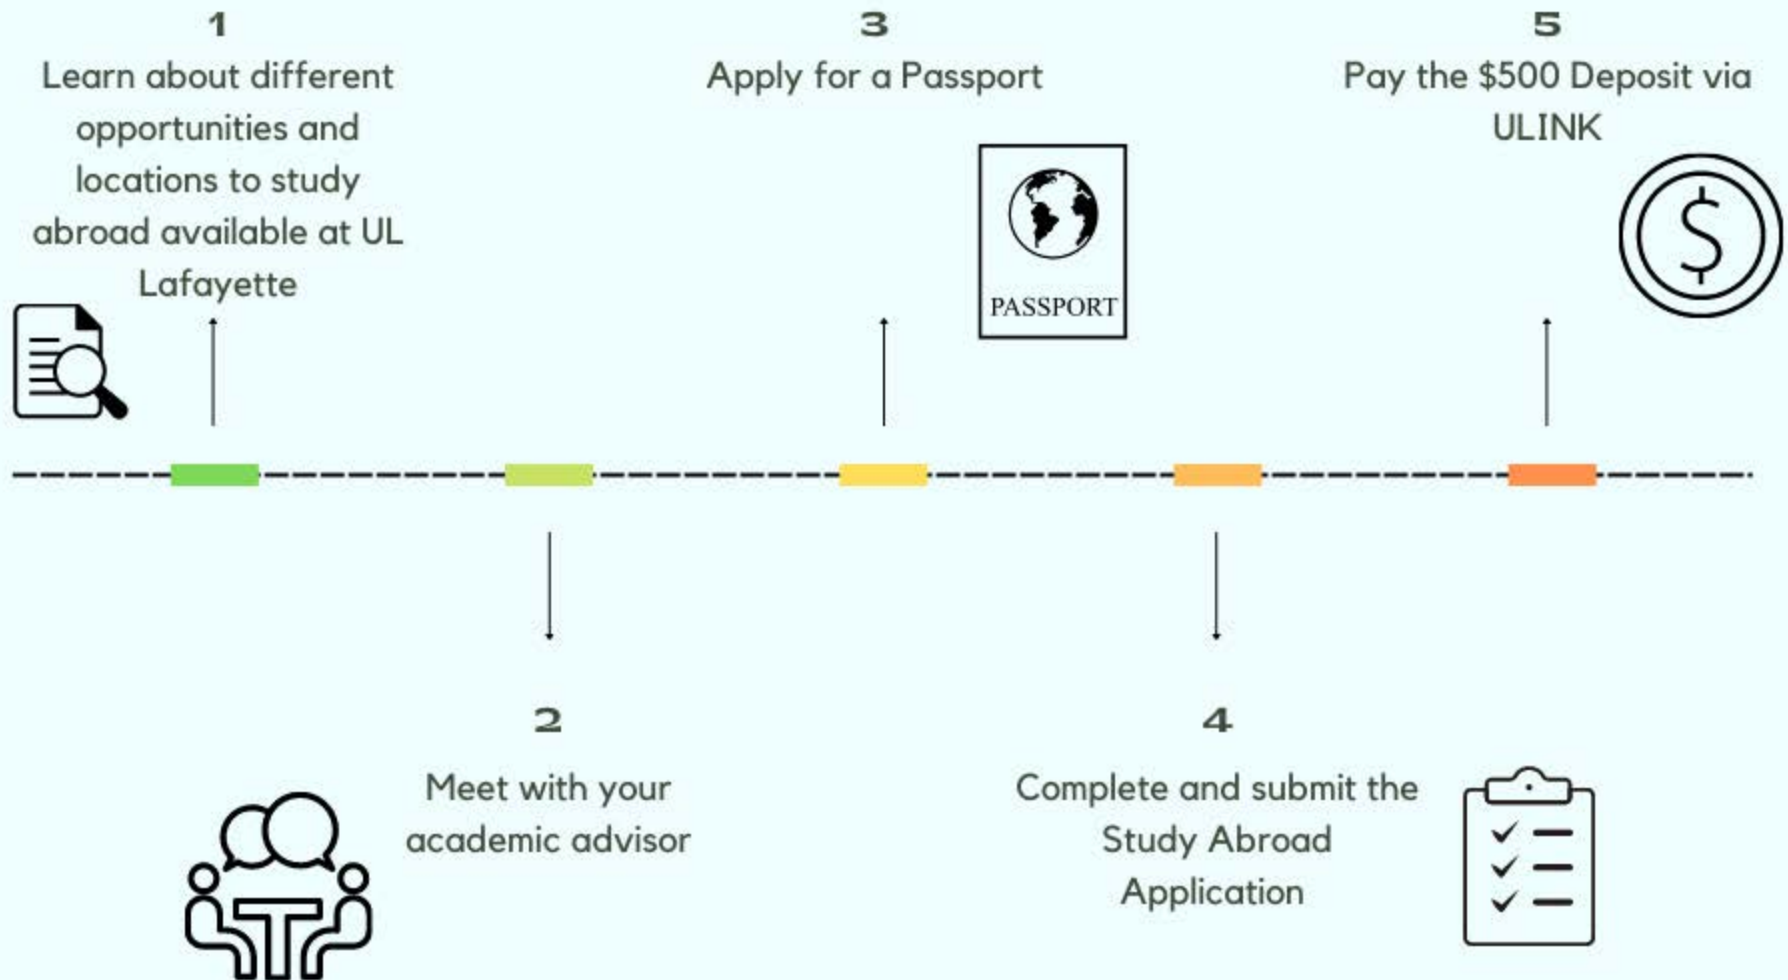 1
Learn about different
opportunities and
locations to study
abroad available at UL
Lafayette
2
Meet with your
academic advisor
3
Apply for a Passport
PASSPORT
4
Complete and submit the
Study Abroad
Application
5
Pay the $500 Deposit via
ULINK
$